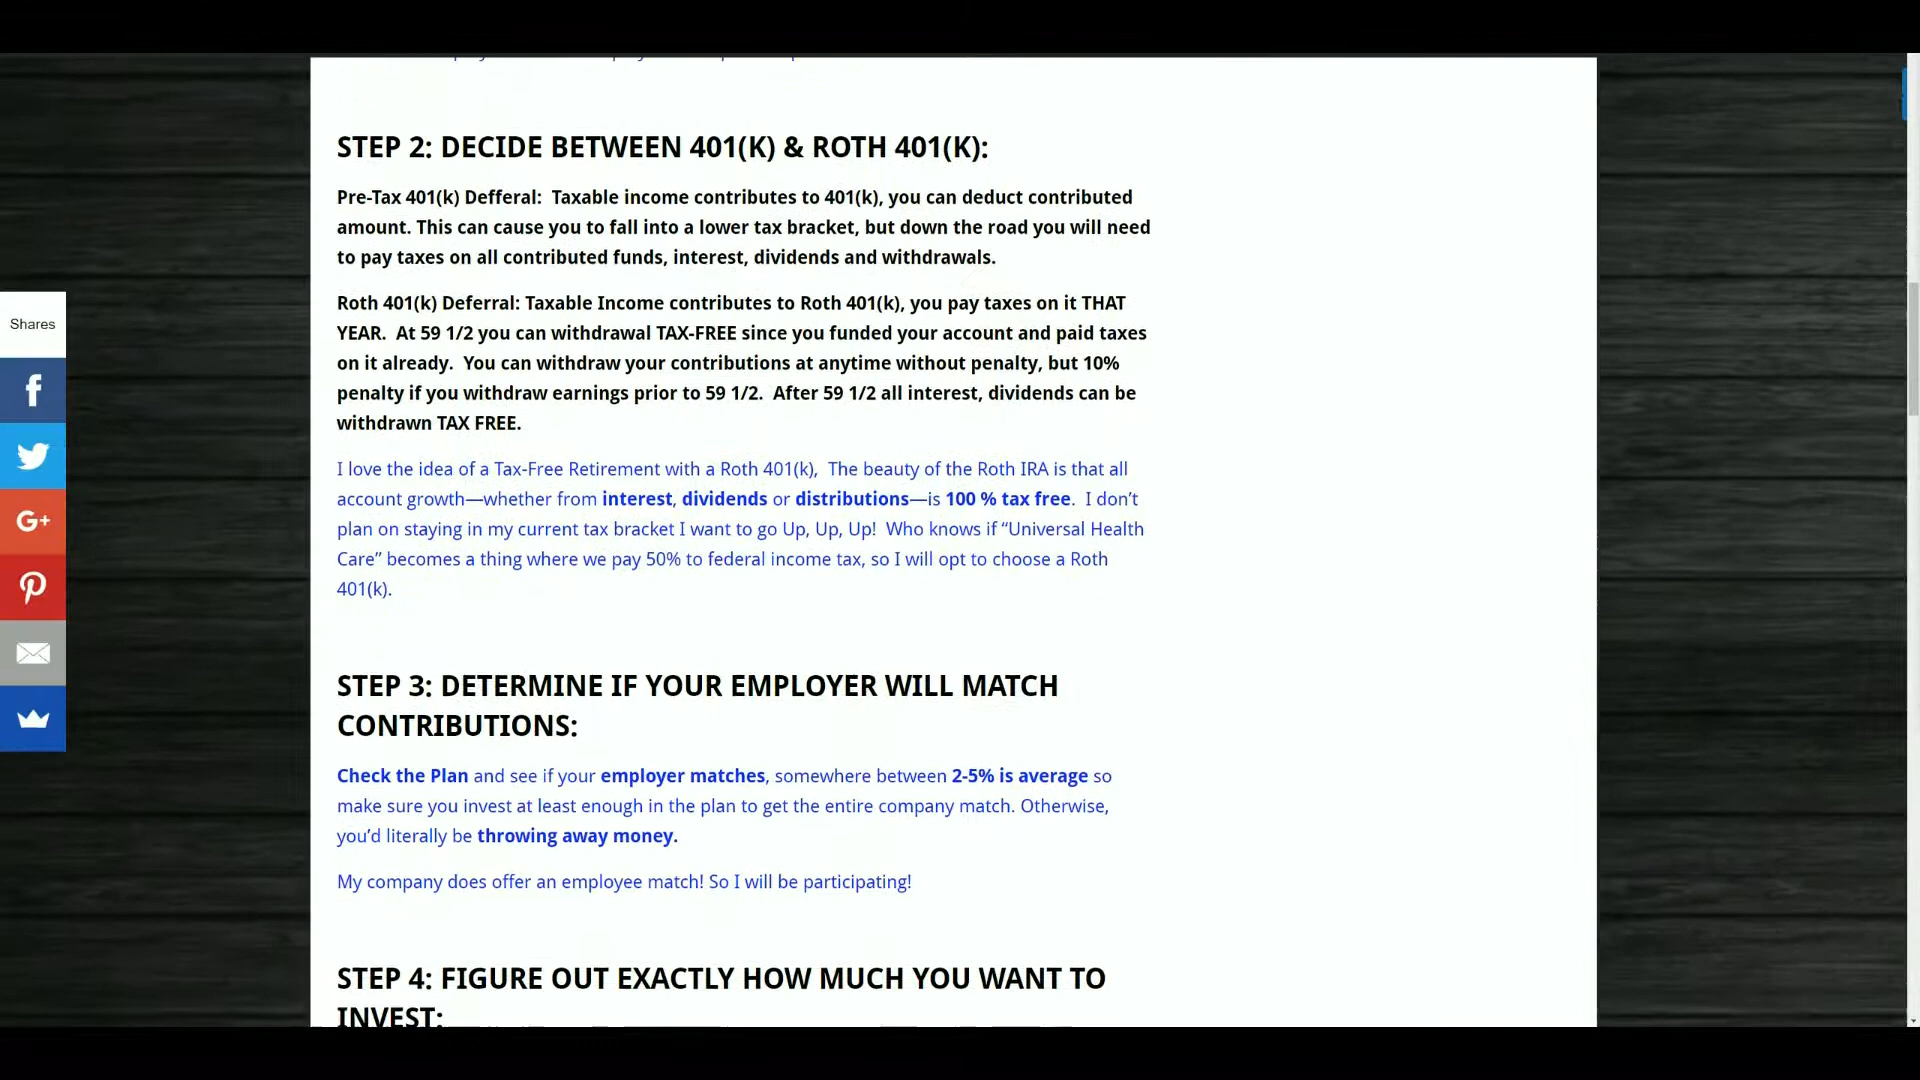 STEP 2: DECIDE BETWEEN 401(K) & ROTH 401(K):
Pre-Tax 401(k) Defferal:  Taxable income contributes to 401(k), you can deduct contributed
amount. This can cause you to fall into a lower tax bracket, but down the road you will need
to pay taxes on all contributed funds, interest, dividends and withdrawals.
Roth 401(k) Deferral: Taxable Income contributes to Roth 401(k), you pay taxes on it THAT
YEAR.  At 59 1/2 you can withdrawal TAX-FREE since you funded your account and paid taxes
on it already.  You can withdraw your contributions at anytime without penalty, but 10%
penalty if you withdraw earnings prior to 59 1/2.  After 59 1/2 all interest, dividends can be
withdrawn TAX FREE.
I love the idea of a Tax-Free Retirement with a Roth 401(k),  The beauty of the Roth IRA is that all
account growth—whether from interest, dividends or distributions—is 100 % tax free.  I don’t
plan on staying in my current tax bracket I want to go Up, Up, Up!  Who knows if “Universal Health
Care” becomes a thing where we pay 50% to federal income tax, so I will opt to choose a Roth
401(k).
STEP 3: DETERMINE IF YOUR EMPLOYER WILL MATCH
CONTRIBUTIONS:
Check the Plan and see if your employer matches, somewhere between 2-5% is average so
make sure you invest at least enough in the plan to get the entire company match. Otherwise,
you’d literally be throwing away money.
My company does offer an employee match! So I will be participating!
STEP 4: FIGURE OUT EXACTLY HOW MUCH YOU WANT TO
INVEST:
Shares
f
G+